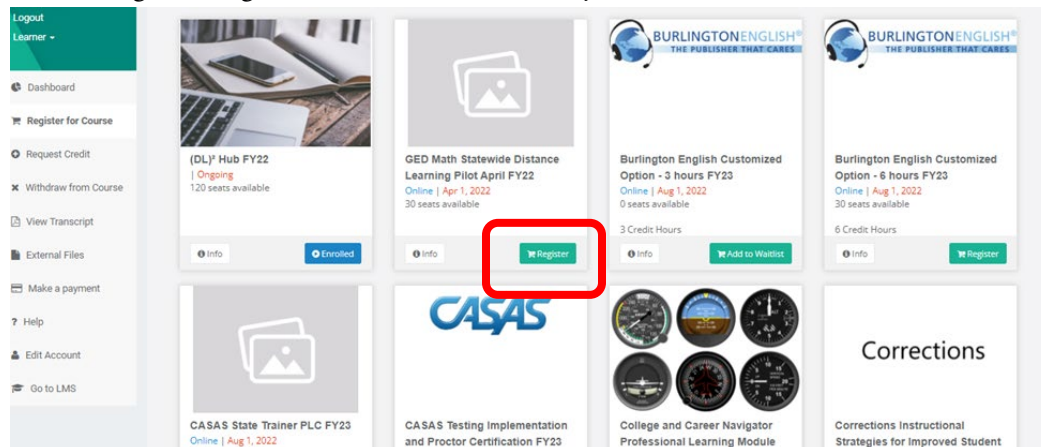 Logout
Learner
Dashboard
Register for Course
Request Credit
Withdraw from Course
View Transcript
External Files
Make a payment
? Help
Edit Account
Go to LMS
(DL)³ Hub FY22
| Ongoing
120 seats available
Info
Enrolled
GED Math Statewide Distance
Learning Pilot April FY22
Online | Apr 1, 2022
30 seats available
Info
Register
BURLINGTONENGLISH®
THE PUBLISHER THAT CARES
Burlington English Customized
Option - 3 hours FY23
Online | Aug 1, 2022
0 seats available
3 Credit Hours
Info
Add to Waitlist
BURLINGTONENGLISH®
THE PUBLISHER THAT CARES
Burlington English Customized
Option - 6 hours FY23
Online | Aug 1, 2022
30 seats available
6 Credit Hours
Info
Register
CASAS State Trainer PLC FY23
Online | Aug 1, 2022
CASAS
CASAS Testing Implementation
and Proctor Certification FY23
College and Career Navigator
Professional Learning Module
Corrections
Corrections Instructional
Strategies for Improved Student